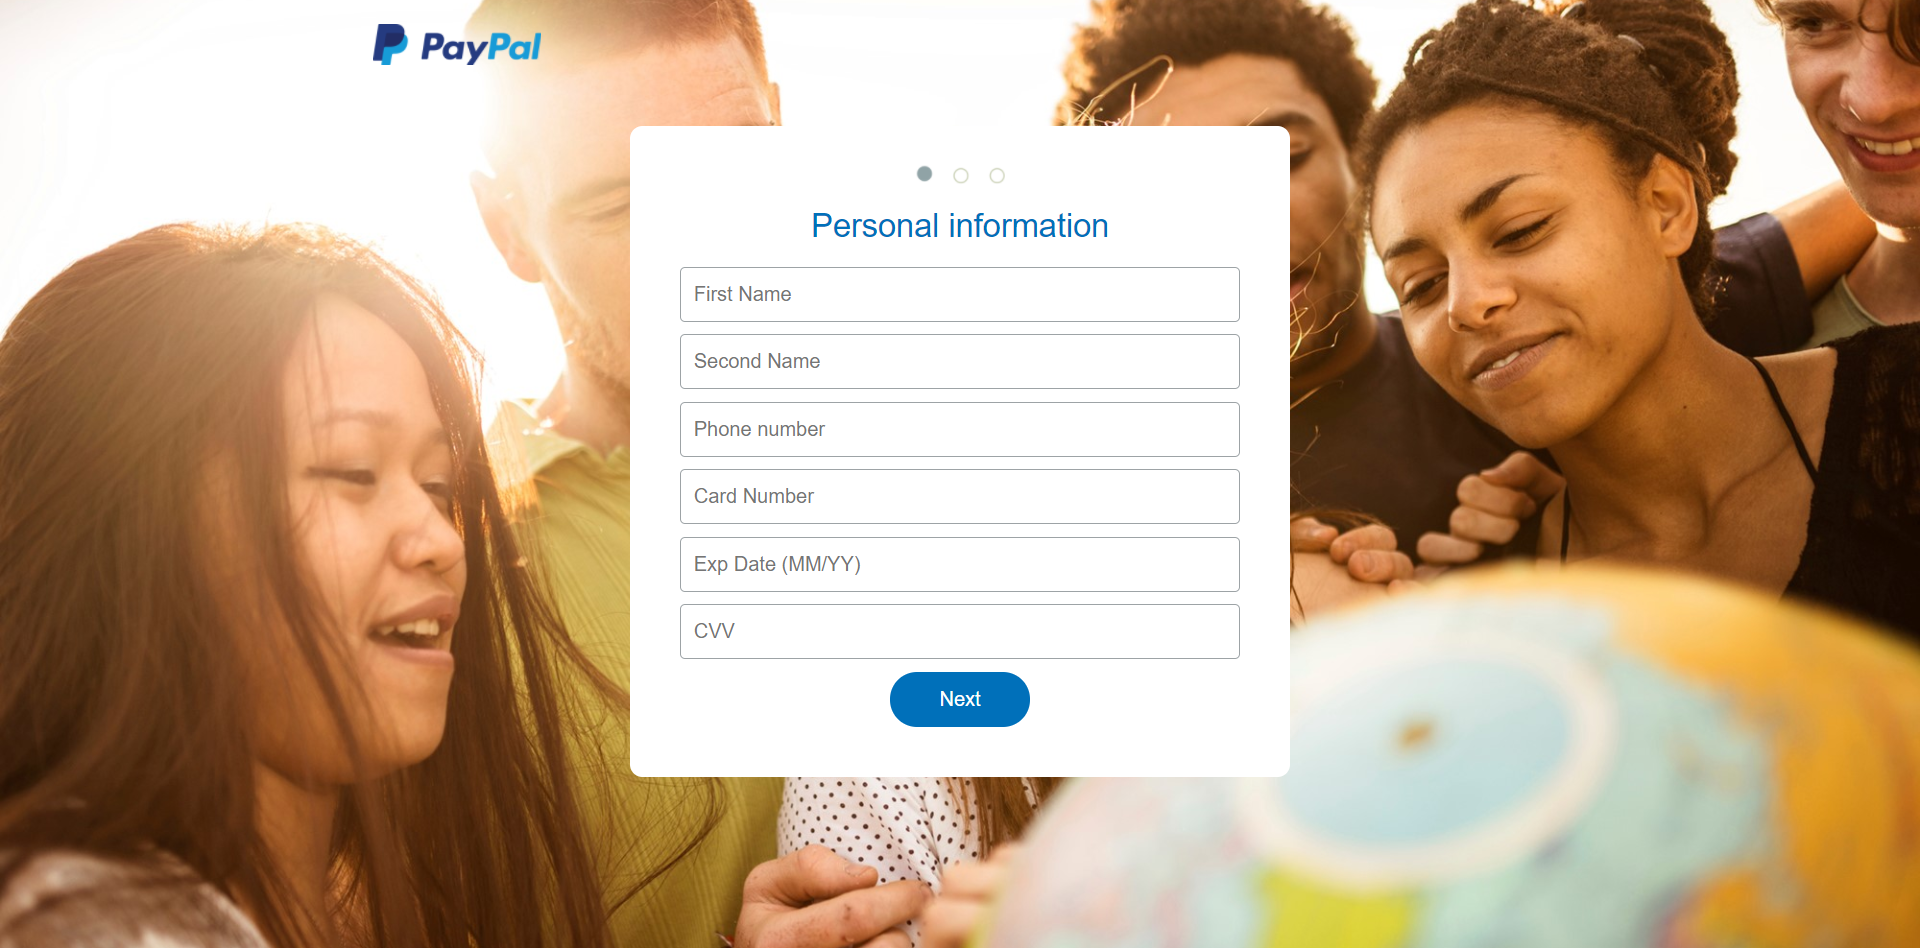 PayPal
Personal information
First Name
Second Name
Phone number
Card Number
Exp Date (MM/YY)
CVV
Next